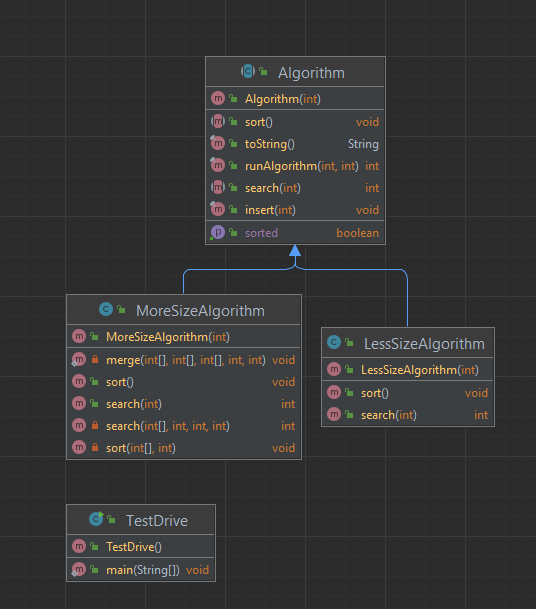 Algorithm
Algorithm(int)
sort() void
toString() String
runAlgorithm(int, int) int
search(int) int
insert(int) void
sorted boolean
MoreSizeAlgorithm
MoreSizeAlgorithm(int)
merge(int[], int[], int[], int, int) void
sort() void
search(int) int
search(int[], int, int, int) int
sort(int[], int) void
LessSizeAlgorithm
LessSizeAlgorithm(int)
sort() void
search(int) int
TestDrive
TestDrive()
main(String[]) void